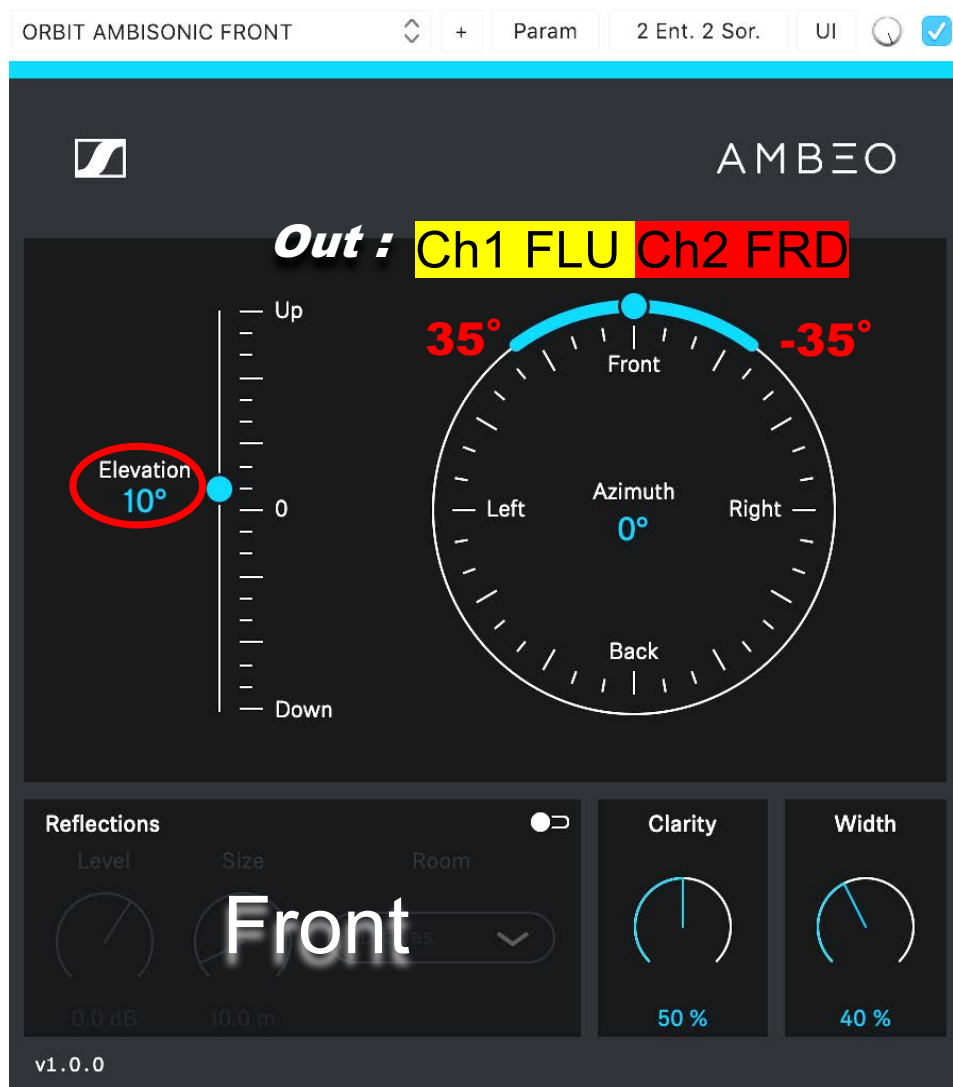 ORBIT AMBISONIC FRONT + Param 2 Ent. 2 Sor. UI
AMBEO
Out : Ch1 FLU Ch2 FRD
Up
35° -35°
Front
Elevation
10°
0
Left
Azimuth
0°
Right
Back
Down
Reflections
Clarity
Width
Level Size Room
Front
0.0 dB 10.0 m
50 %
40 %
v1.0.0